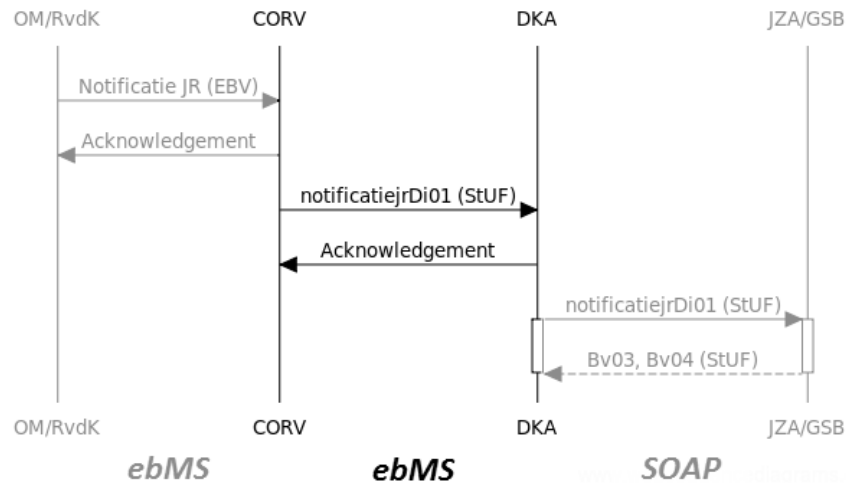 OM/RvdK CORV DKA JZA/GSB
Notificatie JR (EBV)
Acknowledgement
notificatiejrDi01 (StUF)
Acknowledgement
notificatiejrDi01 (StUF)
Bv03, Bv04 (StUF)
OM/RvdK CORV DKA JZA/GSB
ebMS ebMS SOAP